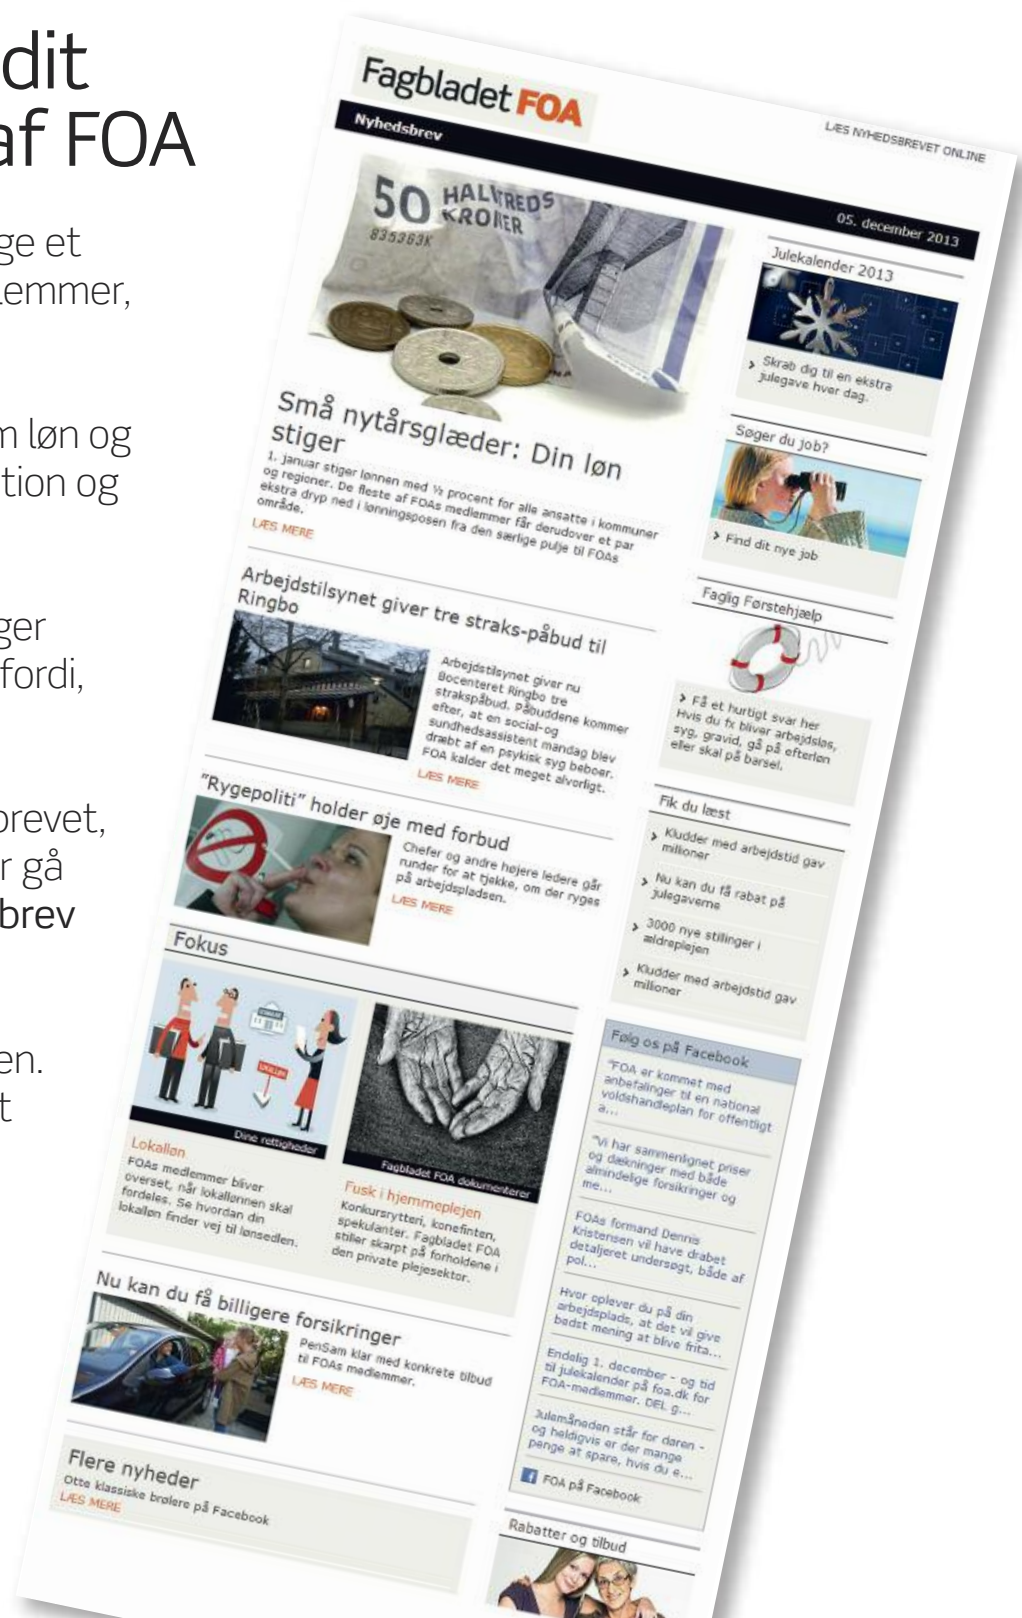 dit
af FOA
ge et
lemmer,
m løn og
tion og
ger
fordi,
brevet,
r gå
brev
en.
t
Fagbladet FOA
LÆS NYHEDSBREVET ONLINE
Nyhedsbrev
05. december 2013
50 HALVTREDS
KRONER
835363K
Små nytårsglæder: Din løn
stiger
1. januar stiger lønnen med ½ procent for alle ansatte i kommuner
og regioner. De fleste af FOAs medlemmer får derudover et par
ekstra dryp ned i lønningsposen fra den særlige pulje til FOAs
område.
LÆS MERE
Arbejdstilsynet giver tre straks-påbud til
Ringbo
Arbejdstilsynet giver nu
Bocenteret Ringbo tre
strakspåbud. Påbuddene kommer
efter, at en social-og
sundhedsassistent mandag blev
dræbt af en psykisk syg beboer.
FOA kalder det meget alvorligt.
LÆS MERE
"Rygepoliti" holder øje med forbud
Chefer og andre højere ledere går
runder for at tjekke, om der ryges
på arbejdspladsen.
LÆS MERE
Fokus
LOKALLØN
Dine rettigheder
Lokalløn
FOAs medlemmer bliver
overset, når lokallønnen skal
fordeles. Se hvordan din
lokalløn finder vej til lønsedlen.
Fagbladet FOA dokumenterer
Fusk i hjemmeplejen
Konkursrytteri, konefinten,
spekulanter. Fagbladet FOA
stiller skarpt på forholdene i
den private plejesektor.
Nu kan du få billigere forsikringer
PenSam klar med konkrete tilbud
til FOAs medlemmer.
LÆS MERE
Flere nyheder
Otte klassiske brølere på Facebook
LÆS MERE
Julekalender 2013
Skrab dig til en ekstra
julegave hver dag.
Søger du job?
Find dit nye job
Faglig Førstehjælp
Få et hurtigt svar her
Hvis du fx bliver arbejdsløs,
syg, gravid, gå på efterløn
eller skal på barsel.
Fik du læst
Kludder med arbejdstid gav
millioner
Nu kan du få rabat på
julegaverne
3000 nye stillinger i
ældreplejen
Kludder med arbejdstid gav
millioner
Følg os på Facebook
"FOA er kommet med
anbefalinger til en national
voldshandleplan for offentligt
a...
"Vi har sammenlignet priser
og dækninger med både
almindelige forsikringer og
me...
FOAs formand Dennis
Kristensen vil have drabet
detaljeret undersøgt, både af
pol...
Hvor oplever du på din
arbejdsplads, at det vil give
bedst mening at blive frita...
Endelig 1. december - og tid
til julekalender på foa.dk for
FOA-medlemmer. DEL g...
Julemåneden står for døren -
og heldigvis er der mange
penge at spare, hvis du e...
FOA på Facebook
Rabatter og tilbud